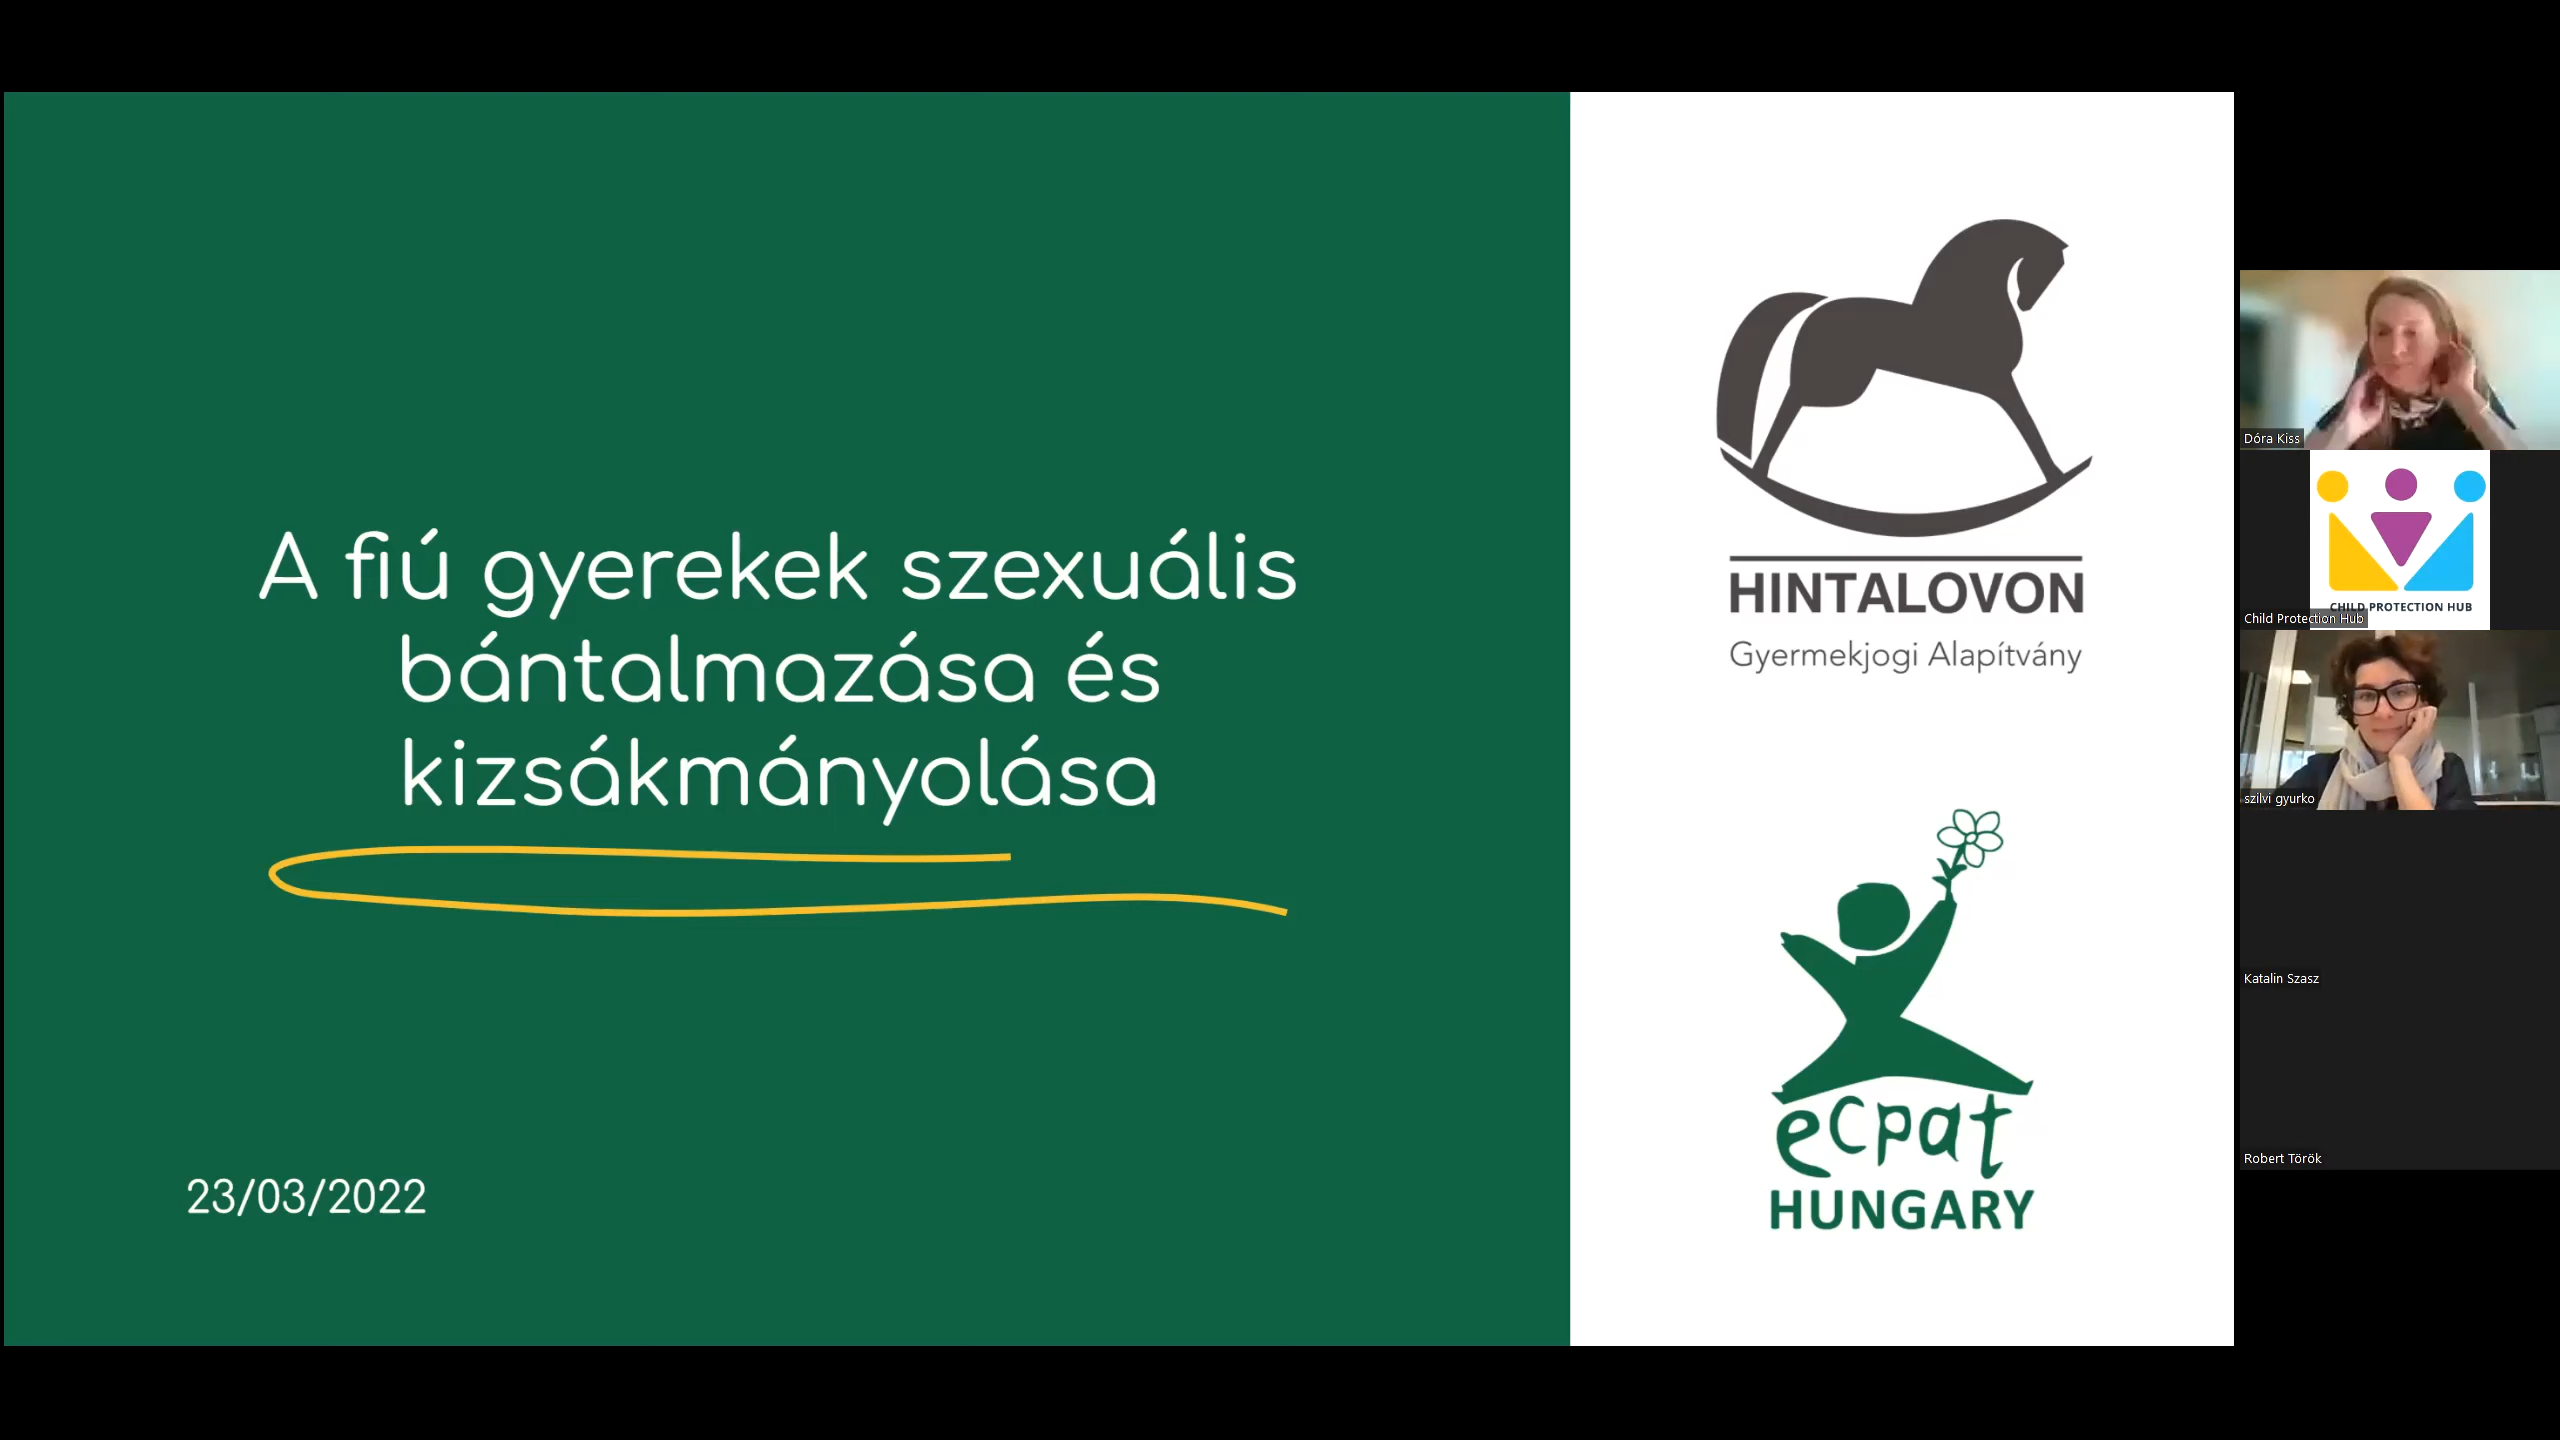 A fiú gyerekek szexuális
bántalmazása és
kizsákmányolása
23/03/2022
HINTALOVON
Gyermekjogi Alapítvány
ecpat
HUNGARY
Dóra Kiss
CHILD PROTECTION HUB
Child Protection Hub
szilvi gyurko
Katalin Szasz
Robert Török